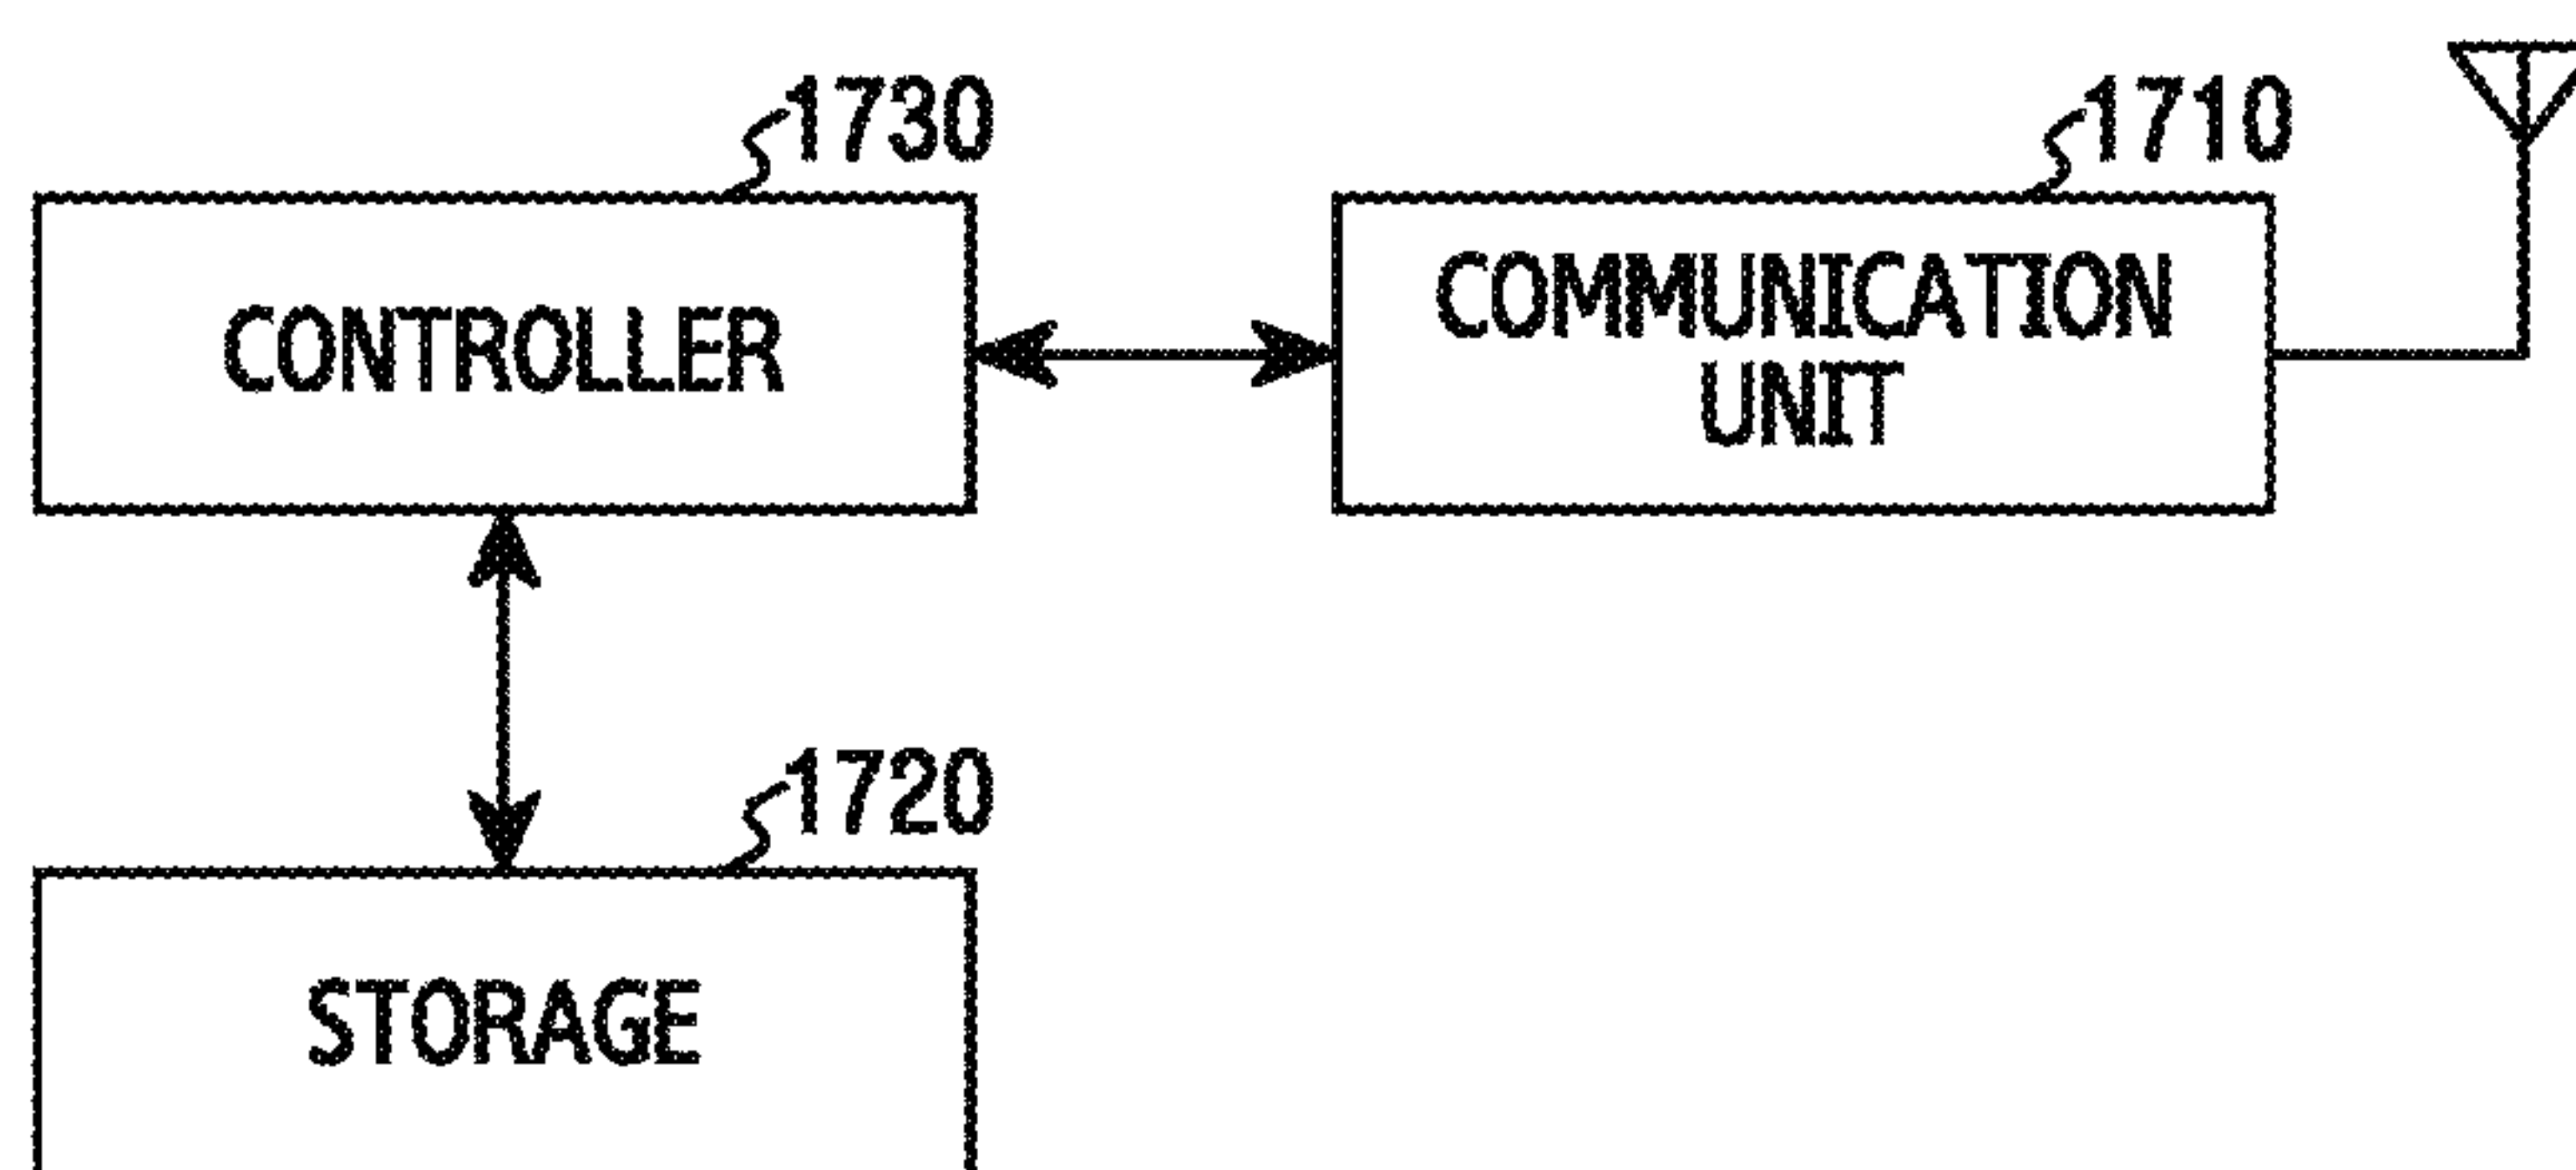 1730
1710
CONTROLLER
COMMUNICATION
UNIT
1720
STORAGE